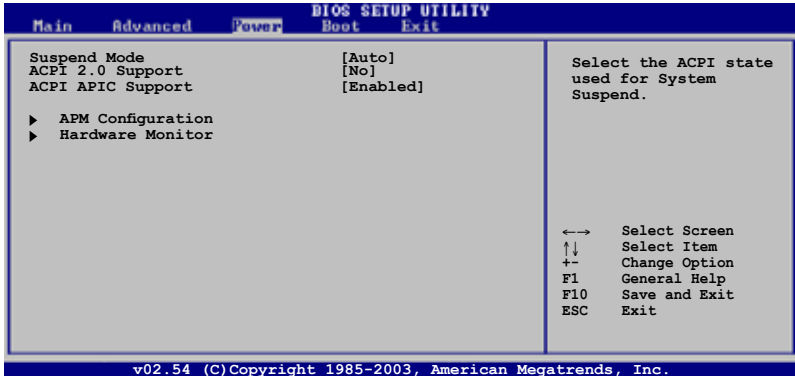 BIOS SETUP UTILITY
Main Advanced Power Boot Exit
Suspend Mode [Auto]
ACPI 2.0 Support [No]
ACPI APIC Support [Enabled]
▶ APM Configuration
▶ Hardware Monitor
Select the ACPI state
used for System
Suspend.
←→ Select Screen
↑↓ Select Item
+- Change Option
F1 General Help
F10 Save and Exit
ESC Exit
v02.54 (C)Copyright 1985-2003, American Megatrends, Inc.